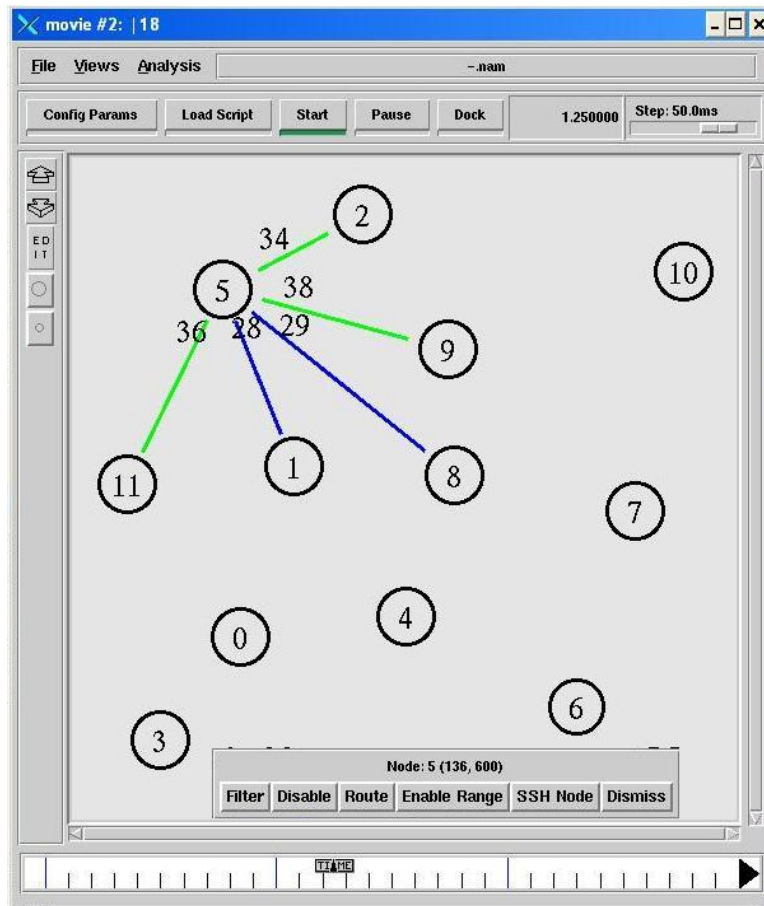 movie #2: |18
File Views Analysis ~.nam
Config Params Load Script Start Pause Dock 1.250000 Step: 50.0ms
ED
IT
2
34
10
5
38
36 28 29
9
1
8
11
7
4
0
6
3
Node: 5 (136, 600)
Filter Disable Route Enable Range SSH Node Dismiss
TIME